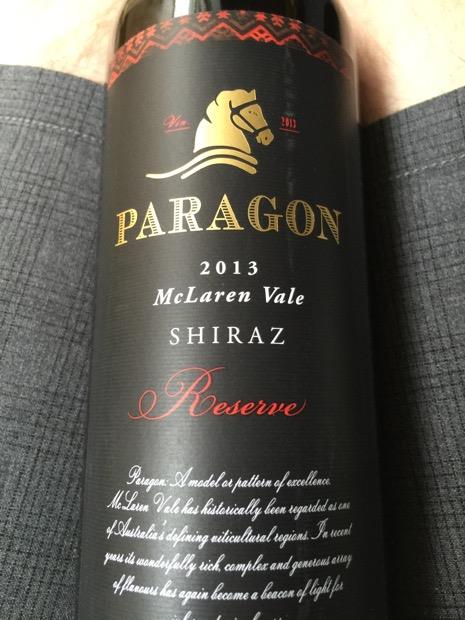 Vin 2013
PARAGON
2013
McLaren Vale
SHIRAZ
Reserve
Paragon: A model or pattern of excellence.
McLaren Vale has historically been regarded as one
of Australia's defining viticultural regions. In recent
years its wonderfully rich, complex and generous array
of flavours has again become a beacon of light for